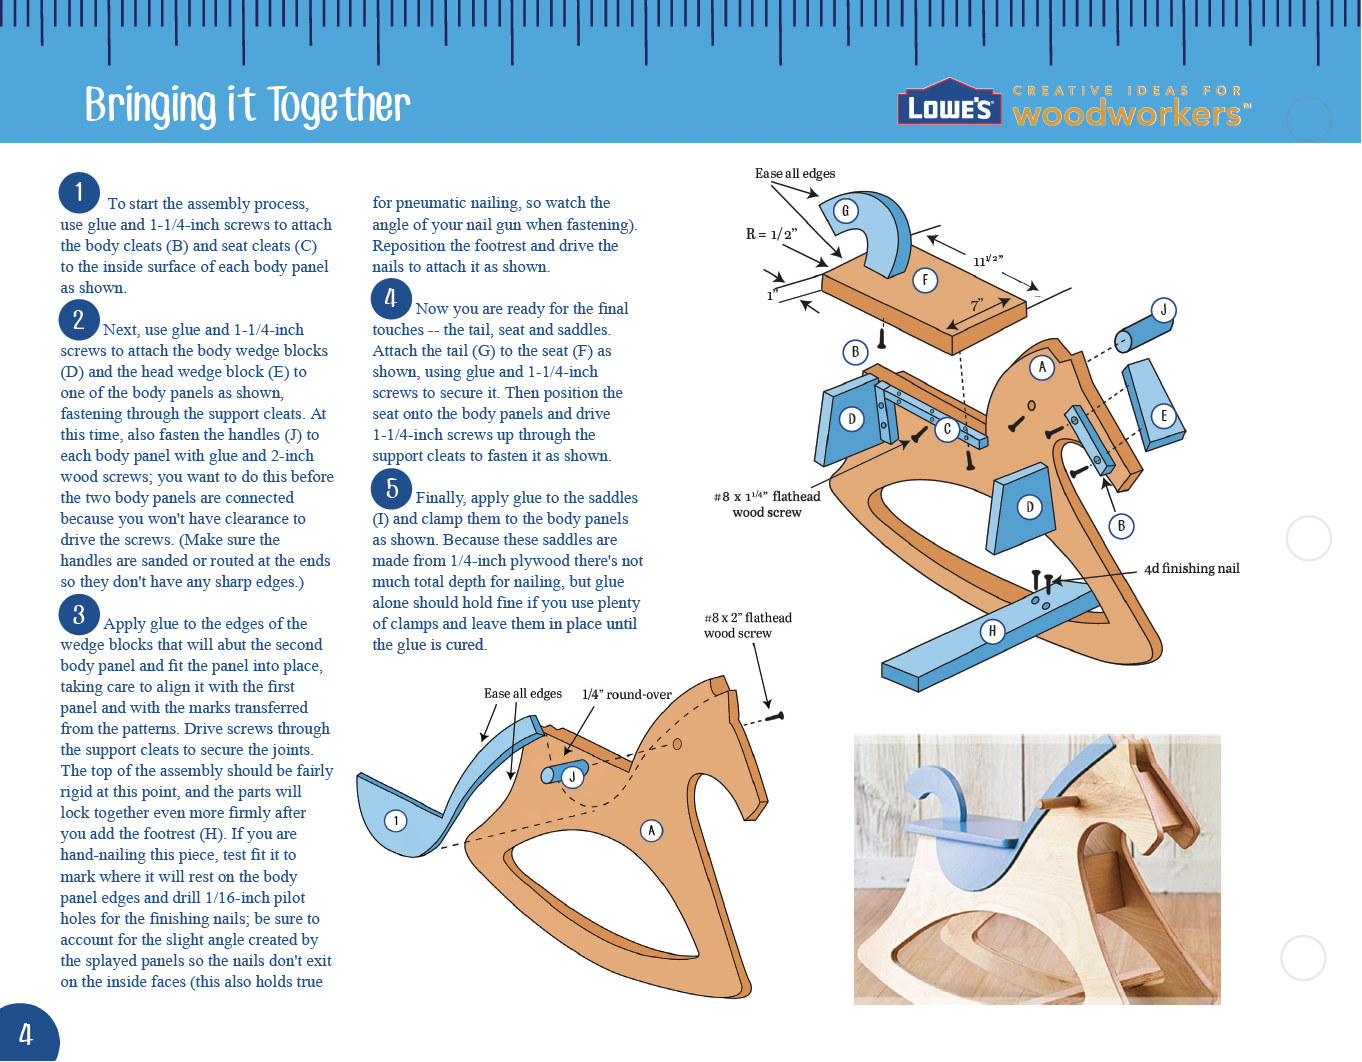 Bringing it Together
LOWE'S
CREATIVE IDEAS FOR
woodworkers™
1 To start the assembly process,
use glue and 1-1/4-inch screws to attach
the body cleats (B) and seat cleats (C)
to the inside surface of each body panel
as shown.
2 Next, use glue and 1-1/4-inch
screws to attach the body wedge blocks
(D) and the head wedge block (E) to
one of the body panels as shown,
fastening through the support cleats. At
this time, also fasten the handles (J) to
each body panel with glue and 2-inch
wood screws; you want to do this before
the two body panels are connected
because you won't have clearance to
drive the screws. (Make sure the
handles are sanded or routed at the ends
so they don't have any sharp edges.)
3 Apply glue to the edges of the
wedge blocks that will abut the second
body panel and fit the panel into place,
taking care to align it with the first
panel and with the marks transferred
from the patterns. Drive screws through
the support cleats to secure the joints.
The top of the assembly should be fairly
rigid at this point, and the parts will
lock together even more firmly after
you add the footrest (H). If you are
hand-nailing this piece, test fit it to
mark where it will rest on the body
panel edges and drill 1/16-inch pilot
holes for the finishing nails; be sure to
account for the slight angle created by
the splayed panels so the nails don't exit
on the inside faces (this also holds true
for pneumatic nailing, so watch the
angle of your nail gun when fastening).
Reposition the footrest and drive the
nails to attach it as shown.
4 Now you are ready for the final
touches -- the tail, seat and saddles.
Attach the tail (G) to the seat (F) as
shown, using glue and 1-1/4-inch
screws to secure it. Then position the
seat onto the body panels and drive
1-1/4-inch screws up through the
support cleats to fasten it as shown.
5 Finally, apply glue to the saddles
(I) and clamp them to the body panels
as shown. Because these saddles are
made from 1/4-inch plywood there's not
much total depth for nailing, but glue
alone should hold fine if you use plenty
of clamps and leave them in place until
the glue is cured.
Ease all edges
G
R = 1/2”
11 1/2”
F
1”
7”
J
B
A
D
C
E
#8 x 1 1/4” flathead
wood screw
D
B
4d finishing nail
H
#8 x 2” flathead
wood screw
Ease all edges
1/4” round-over
J
1
A
4